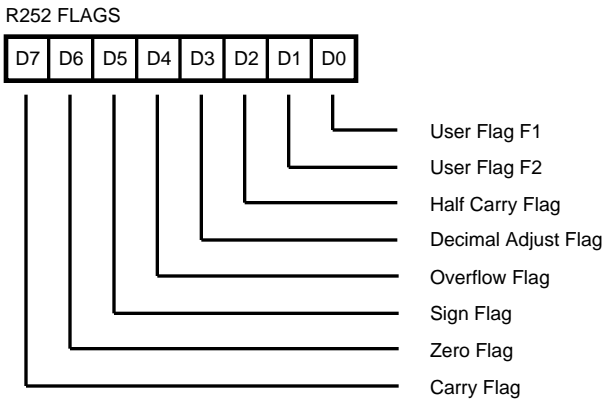 R252 FLAGS
D7 D6 D5 D4 D3 D2 D1 D0
User Flag F1
User Flag F2
Half Carry Flag
Decimal Adjust Flag
Overflow Flag
Sign Flag
Zero Flag
Carry Flag